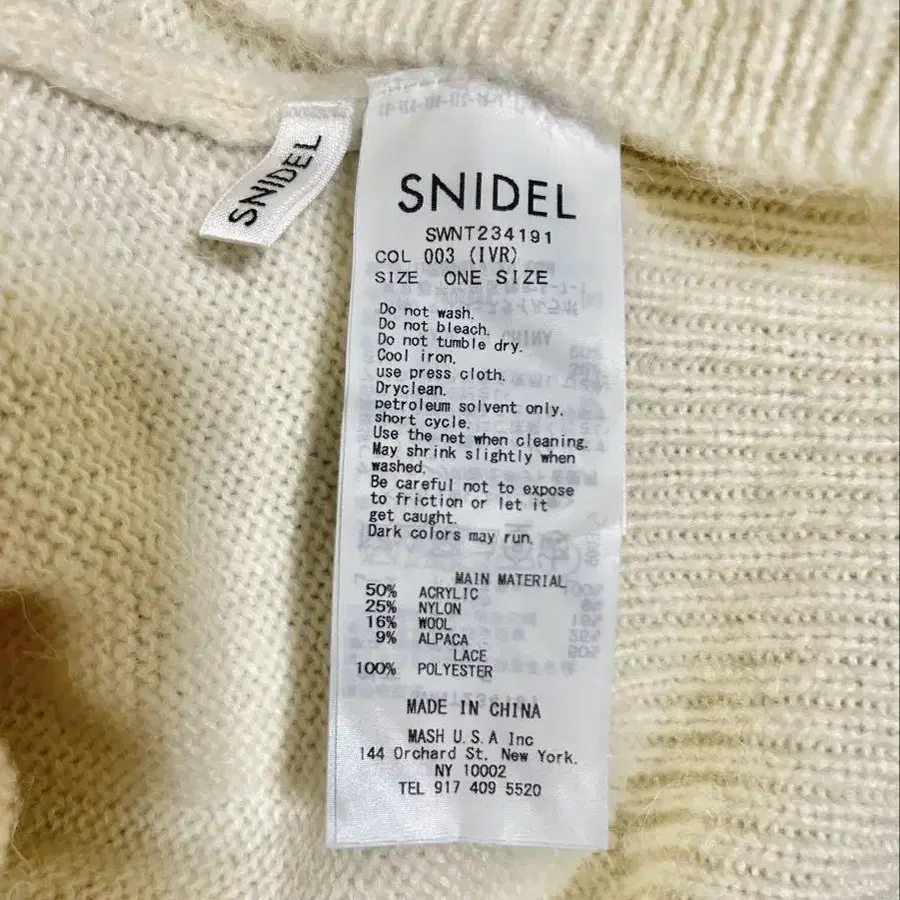 SNIDEL
SNIDEL
SWNT234191
COL 003 (IVR)
SIZE ONE SIZE
Do not wash.
Do not bleach.
Do not tumble dry.
Cool iron.
use press cloth.
Dryclean.
petroleum solvent only.
short cycle.
Use the net when cleaning.
May shrink slightly when
washed.
Be careful not to expose
to friction or let it
get caught.
Dark colors may run.
MAIN MATERIAL
50% ACRYLIC
25% NYLON
16% WOOL
9% ALPACA
LACE
100% POLYESTER
MADE IN CHINA
MASH U.S.A Inc
144 Orchard St. New York.
NY 10002
TEL 917 409 5520